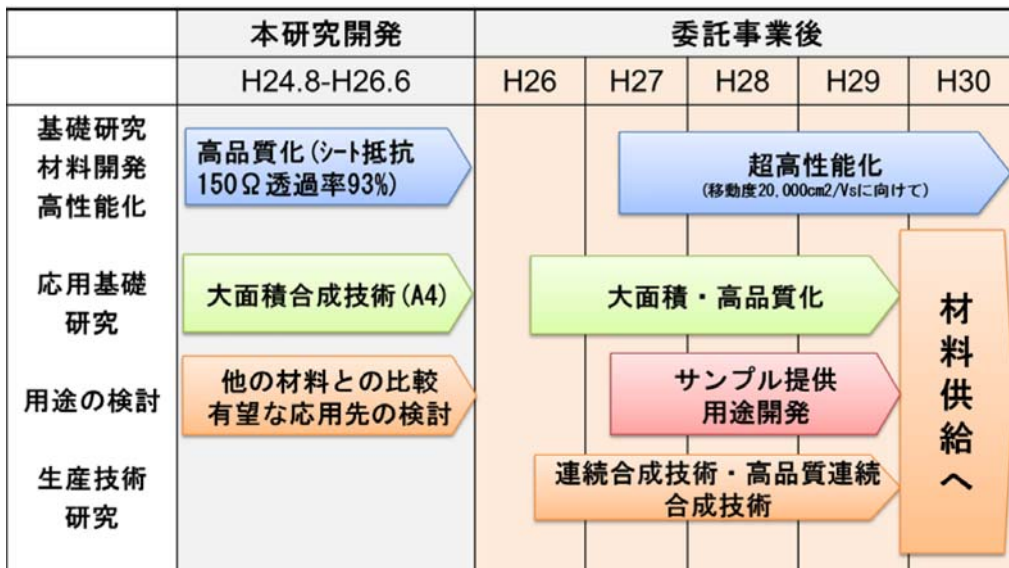 本研究開発
委託事業後
H24.8-H26.6
H26
H27
H28
H29
H30
基礎研究
材料開発
高性能化
高品質化(シート抵抗
150Ω透過率93%)
超高性能化
(移動度20,000cm2/Vsに向けて)
応用基礎
研究
大面積合成技術(A4)
大面積・高品質化
用途の検討
他の材料との比較
有望な応用先の検討
サンプル提供
用途開発
生産技術
研究
連続合成技術・高品質連続
合成技術
材料供給へ